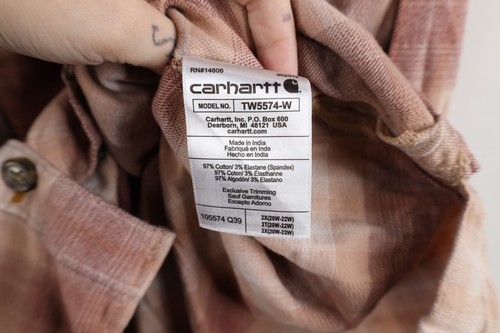 RN#14806
carhartt
MODEL NO. TW5574-W
Carhartt, Inc. P.O. Box 600
Dearborn, MI 48121 USA
carhartt.com
Made in India
Fabriqué en Inde
Hecho en India
97% Cotton/ 3% Elastane (Spandex)
97% Coton/ 3% Élasthanne
97% Algodón/ 3% Elastano
Exclusive Trimming
Sauf Garnitures
Excepto Adorno
105574 Q39
2X(20W-22W)
2T(20W-22W)
2X(20W-22W)